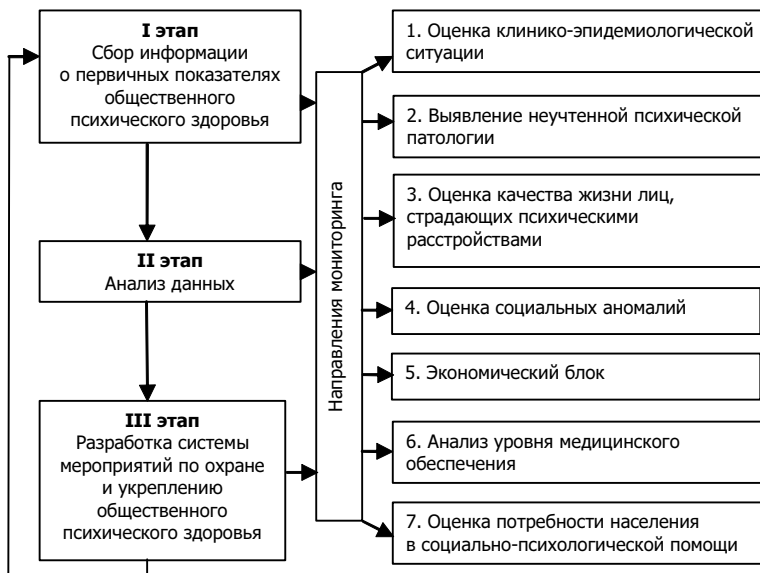 I этап
Сбор информации
о первичных показателях
общественного
психического здоровья
II этап
Анализ данных
III этап
Разработка системы
мероприятий по охране
и укреплению
общественного
психического здоровья
Направления мониторинга
1. Оценка клинико-эпидемиологической
ситуации
2. Выявление неучтенной психической
патологии
3. Оценка качества жизни лиц,
страдающих психическими
расстройствами
4. Оценка социальных аномалий
5. Экономический блок
6. Анализ уровня медицинского
обеспечения
7. Оценка потребности населения
в социально-психологической помощи